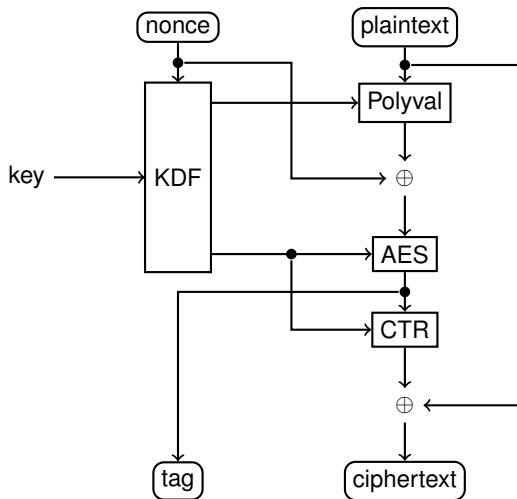 nonce
plaintext
Polyval
key
KDF
AES
CTR
tag
ciphertext